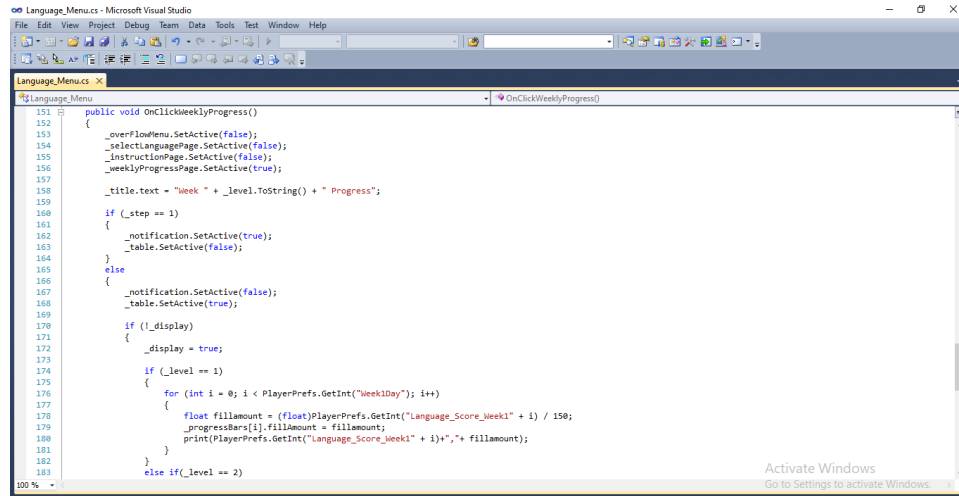 Language_Menu.cs - Microsoft Visual Studio
File Edit View Project Debug Team Data Tools Test Window Help
Language_Menu.cs
Language_Menu OnClickWeeklyProgress()
151 public void OnClickWeeklyProgress()
152 {
153 _overFlowMenu.SetActive(false);
154 _selectLanguagePage.SetActive(false);
155 _instructionPage.SetActive(false);
156 _weeklyProgressPage.SetActive(true);
157
158 _title.text = "Week " + _level.ToString() + " Progress";
159
160 if (_step == 1)
161 {
162 _notification.SetActive(true);
163 _table.SetActive(false);
164 }
165 else
166 {
167 _notification.SetActive(false);
168 _table.SetActive(true);
169
170 if (!_display)
171 {
172 _display = true;
173
174 if (_level == 1)
175 {
176 for (int i = 0; i < PlayerPrefs.GetInt("Week1Day"); i++)
177 {
178 float fillamount = (float)PlayerPrefs.GetInt("Language_Score_Week1" + i) / 150;
179 _progressBars[i].fillAmount = fillamount;
180 print(PlayerPrefs.GetInt("Language_Score_Week1" + i)+","+ fillamount);
181 }
182 }
183 else if(_level == 2)
100 %
Activate Windows
Go to Settings to activate Windows.